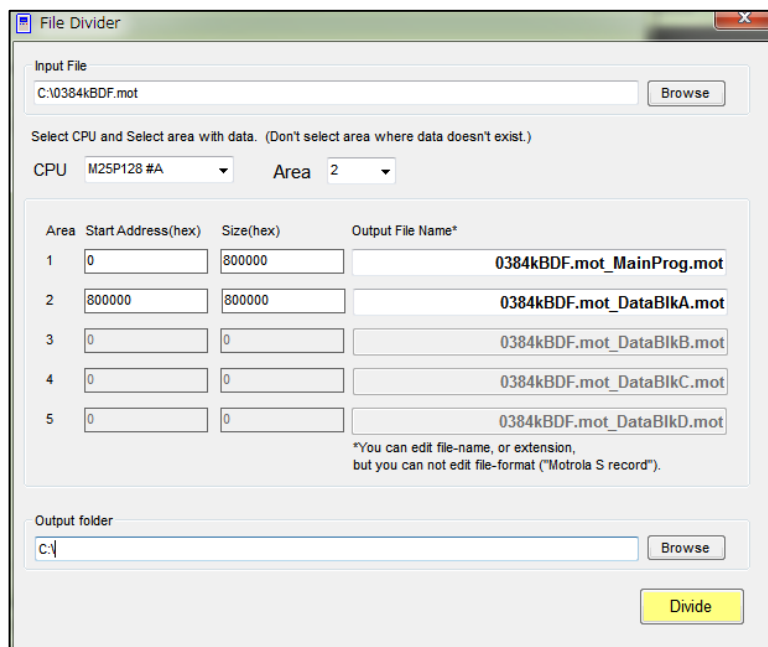 File Divider
Input File
C:\0384kBDF.mot
Browse
Select CPU and Select area with data. (Don't select area where data doesn't exist.)
CPU M25P128 #A Area 2
Area Start Address(hex) Size(hex) Output File Name*
1 0 800000 0384kBDF.mot_MainProg.mot
2 800000 800000 0384kBDF.mot_DataBlkA.mot
3 0 0 0384kBDF.mot_DataBlkB.mot
4 0 0 0384kBDF.mot_DataBlkC.mot
5 0 0 0384kBDF.mot_DataBlkD.mot
*You can edit file-name, or extension,
but you can not edit file-format ("Motrola S record").
Output folder
C:\
Browse
Divide